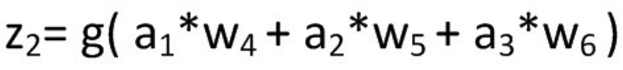 z₂= g( a₁*w₄ + a₂*w₅ + a₃*w₆ )